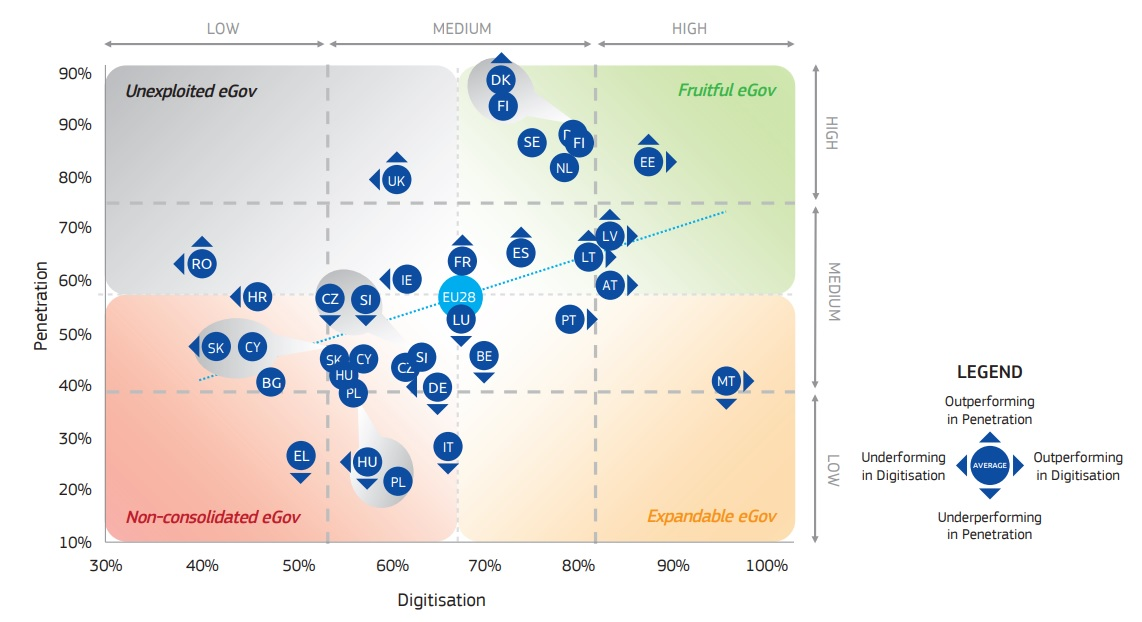 LOW MEDIUM HIGH
90%
90%
80%
70%
60%
50%
40%
30%
20%
10%
Penetration
Unexploited eGov
Fruitful eGov
Non-consolidated eGov
Expandable eGov
DK
FI
SE
FI
NL
EE
UK
RO
HR
IE
FR
ES
LV
LT
AT
CZ
SI
EU28
LU
PT
SK
CY
BG
SK
CY
HU
PL
CZ
SI
DE
BE
MT
EL
HU
PL
IT
HIGH
MEDIUM
LOW
30% 40% 50% 60% 70% 80% 90% 100%
Digitisation
LEGEND
Outperforming
in Penetration
Underfoming
in Digitisation
AVERAGE
Outperforming
in Digitisation
Underperforming
in Penetration